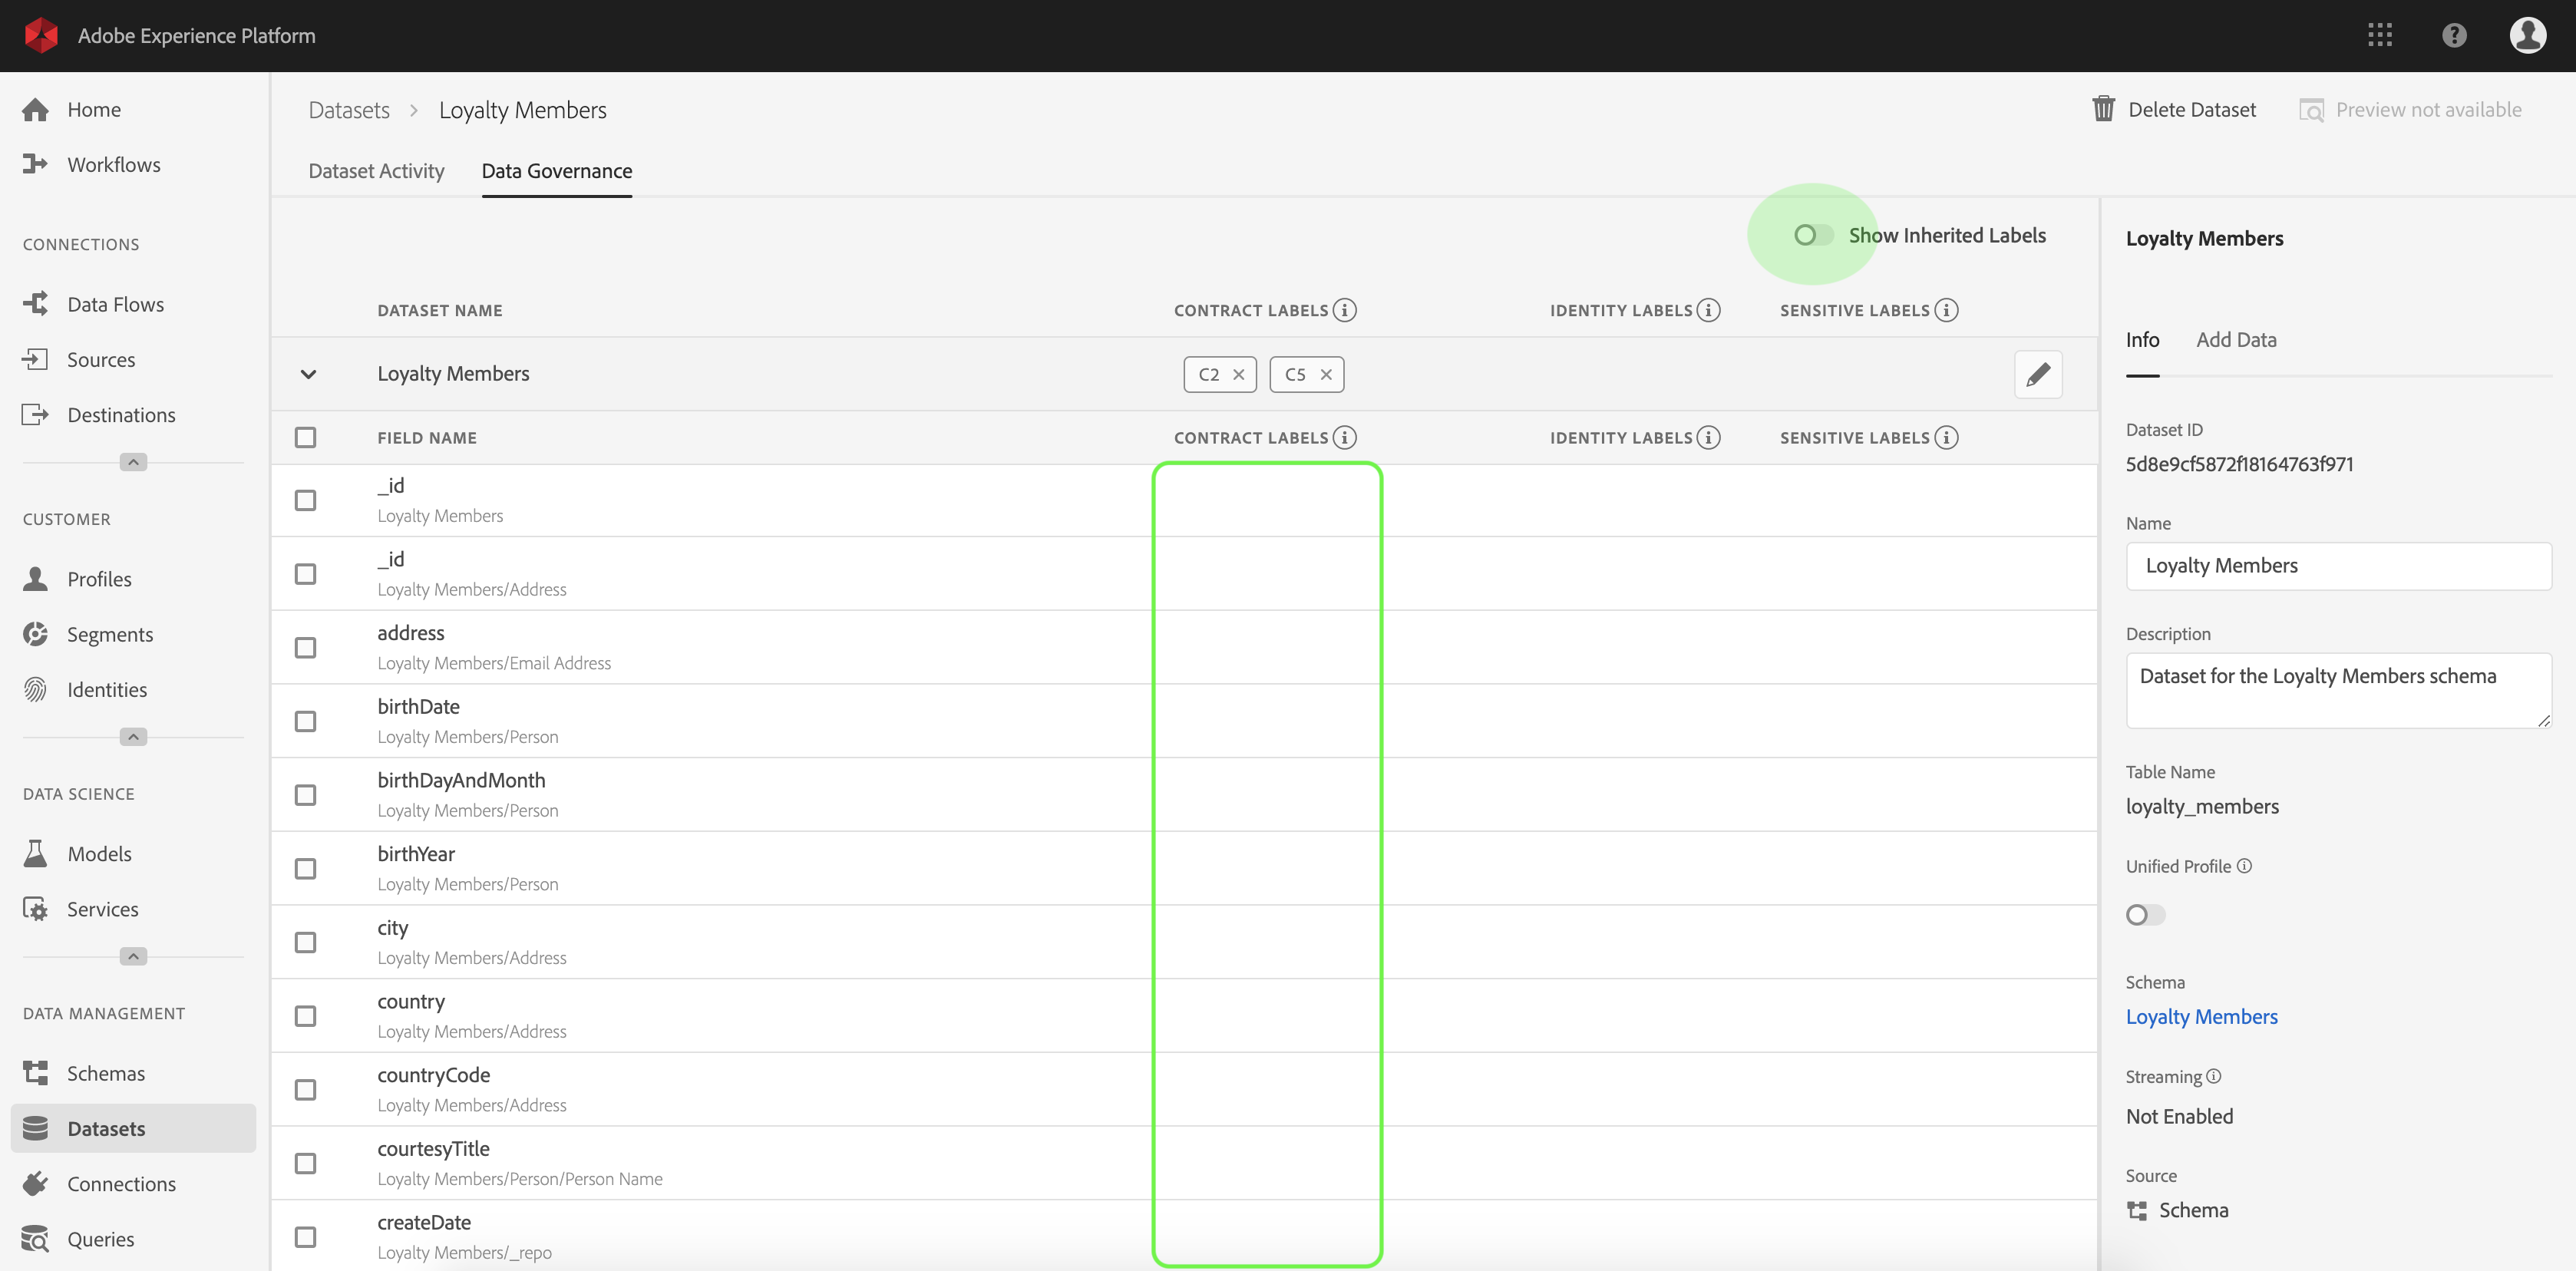 Adobe Experience Platform
Home
Workflows
CONNECTIONS
Data Flows
Sources
Destinations
CUSTOMER
Profiles
Segments
Identities
DATA SCIENCE
Models
Services
DATA MANAGEMENT
Schemas
Datasets
Connections
Queries
Datasets > Loyalty Members
Delete Dataset
Preview not available
Dataset Activity
Data Governance
Show Inherited Labels
DATASET NAME CONTRACT LABELS IDENTITY LABELS SENSITIVE LABELS
Loyalty Members C2 C5
FIELD NAME CONTRACT LABELS IDENTITY LABELS SENSITIVE LABELS
_id
Loyalty Members
_id
Loyalty Members/Address
address
Loyalty Members/Email Address
birthDate
Loyalty Members/Person
birthDayAndMonth
Loyalty Members/Person
birthYear
Loyalty Members/Person
city
Loyalty Members/Address
country
Loyalty Members/Address
countryCode
Loyalty Members/Address
courtesyTitle
Loyalty Members/Person/Person Name
createDate
Loyalty Members/_repo
Loyalty Members
Info Add Data
Dataset ID
5d8e9cf5872f18164763f971
Name
Loyalty Members
Description
Dataset for the Loyalty Members schema
Table Name
loyalty_members
Unified Profile
Schema
Loyalty Members
Streaming
Not Enabled
Source
Schema